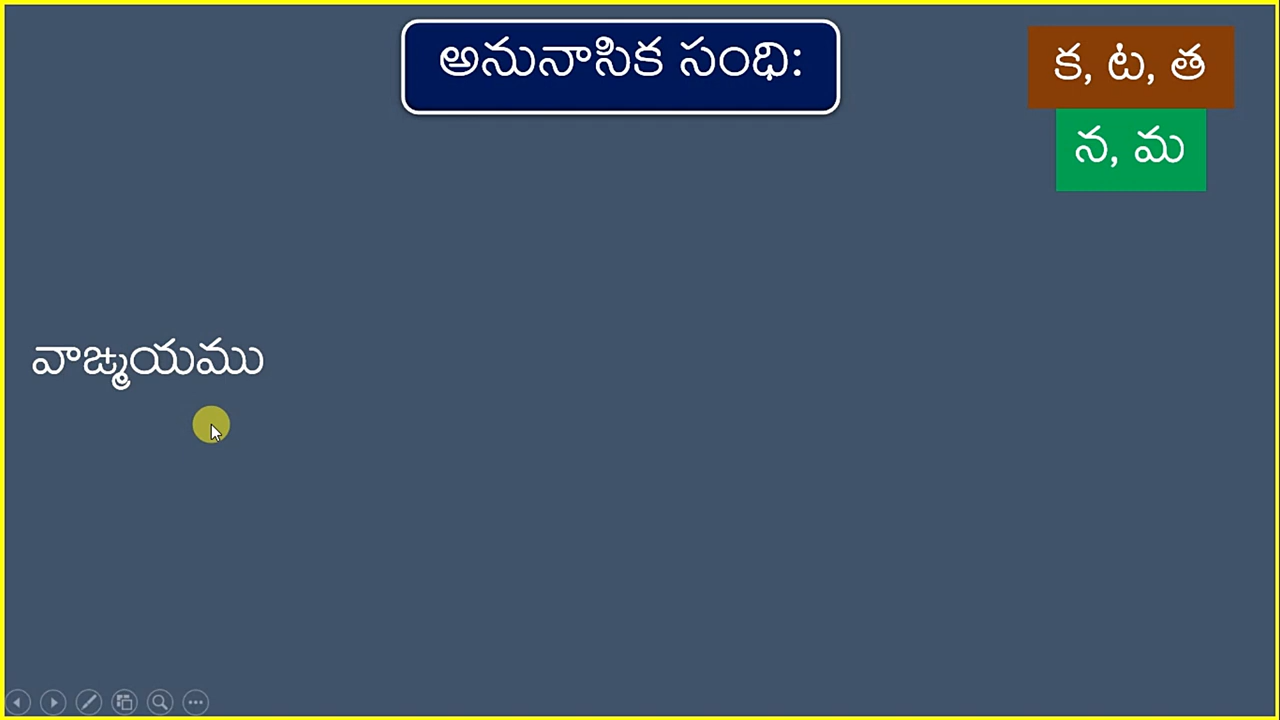 అనునాసిక సంధి:
క, ట, త
న, మ
వాఙ్మయము